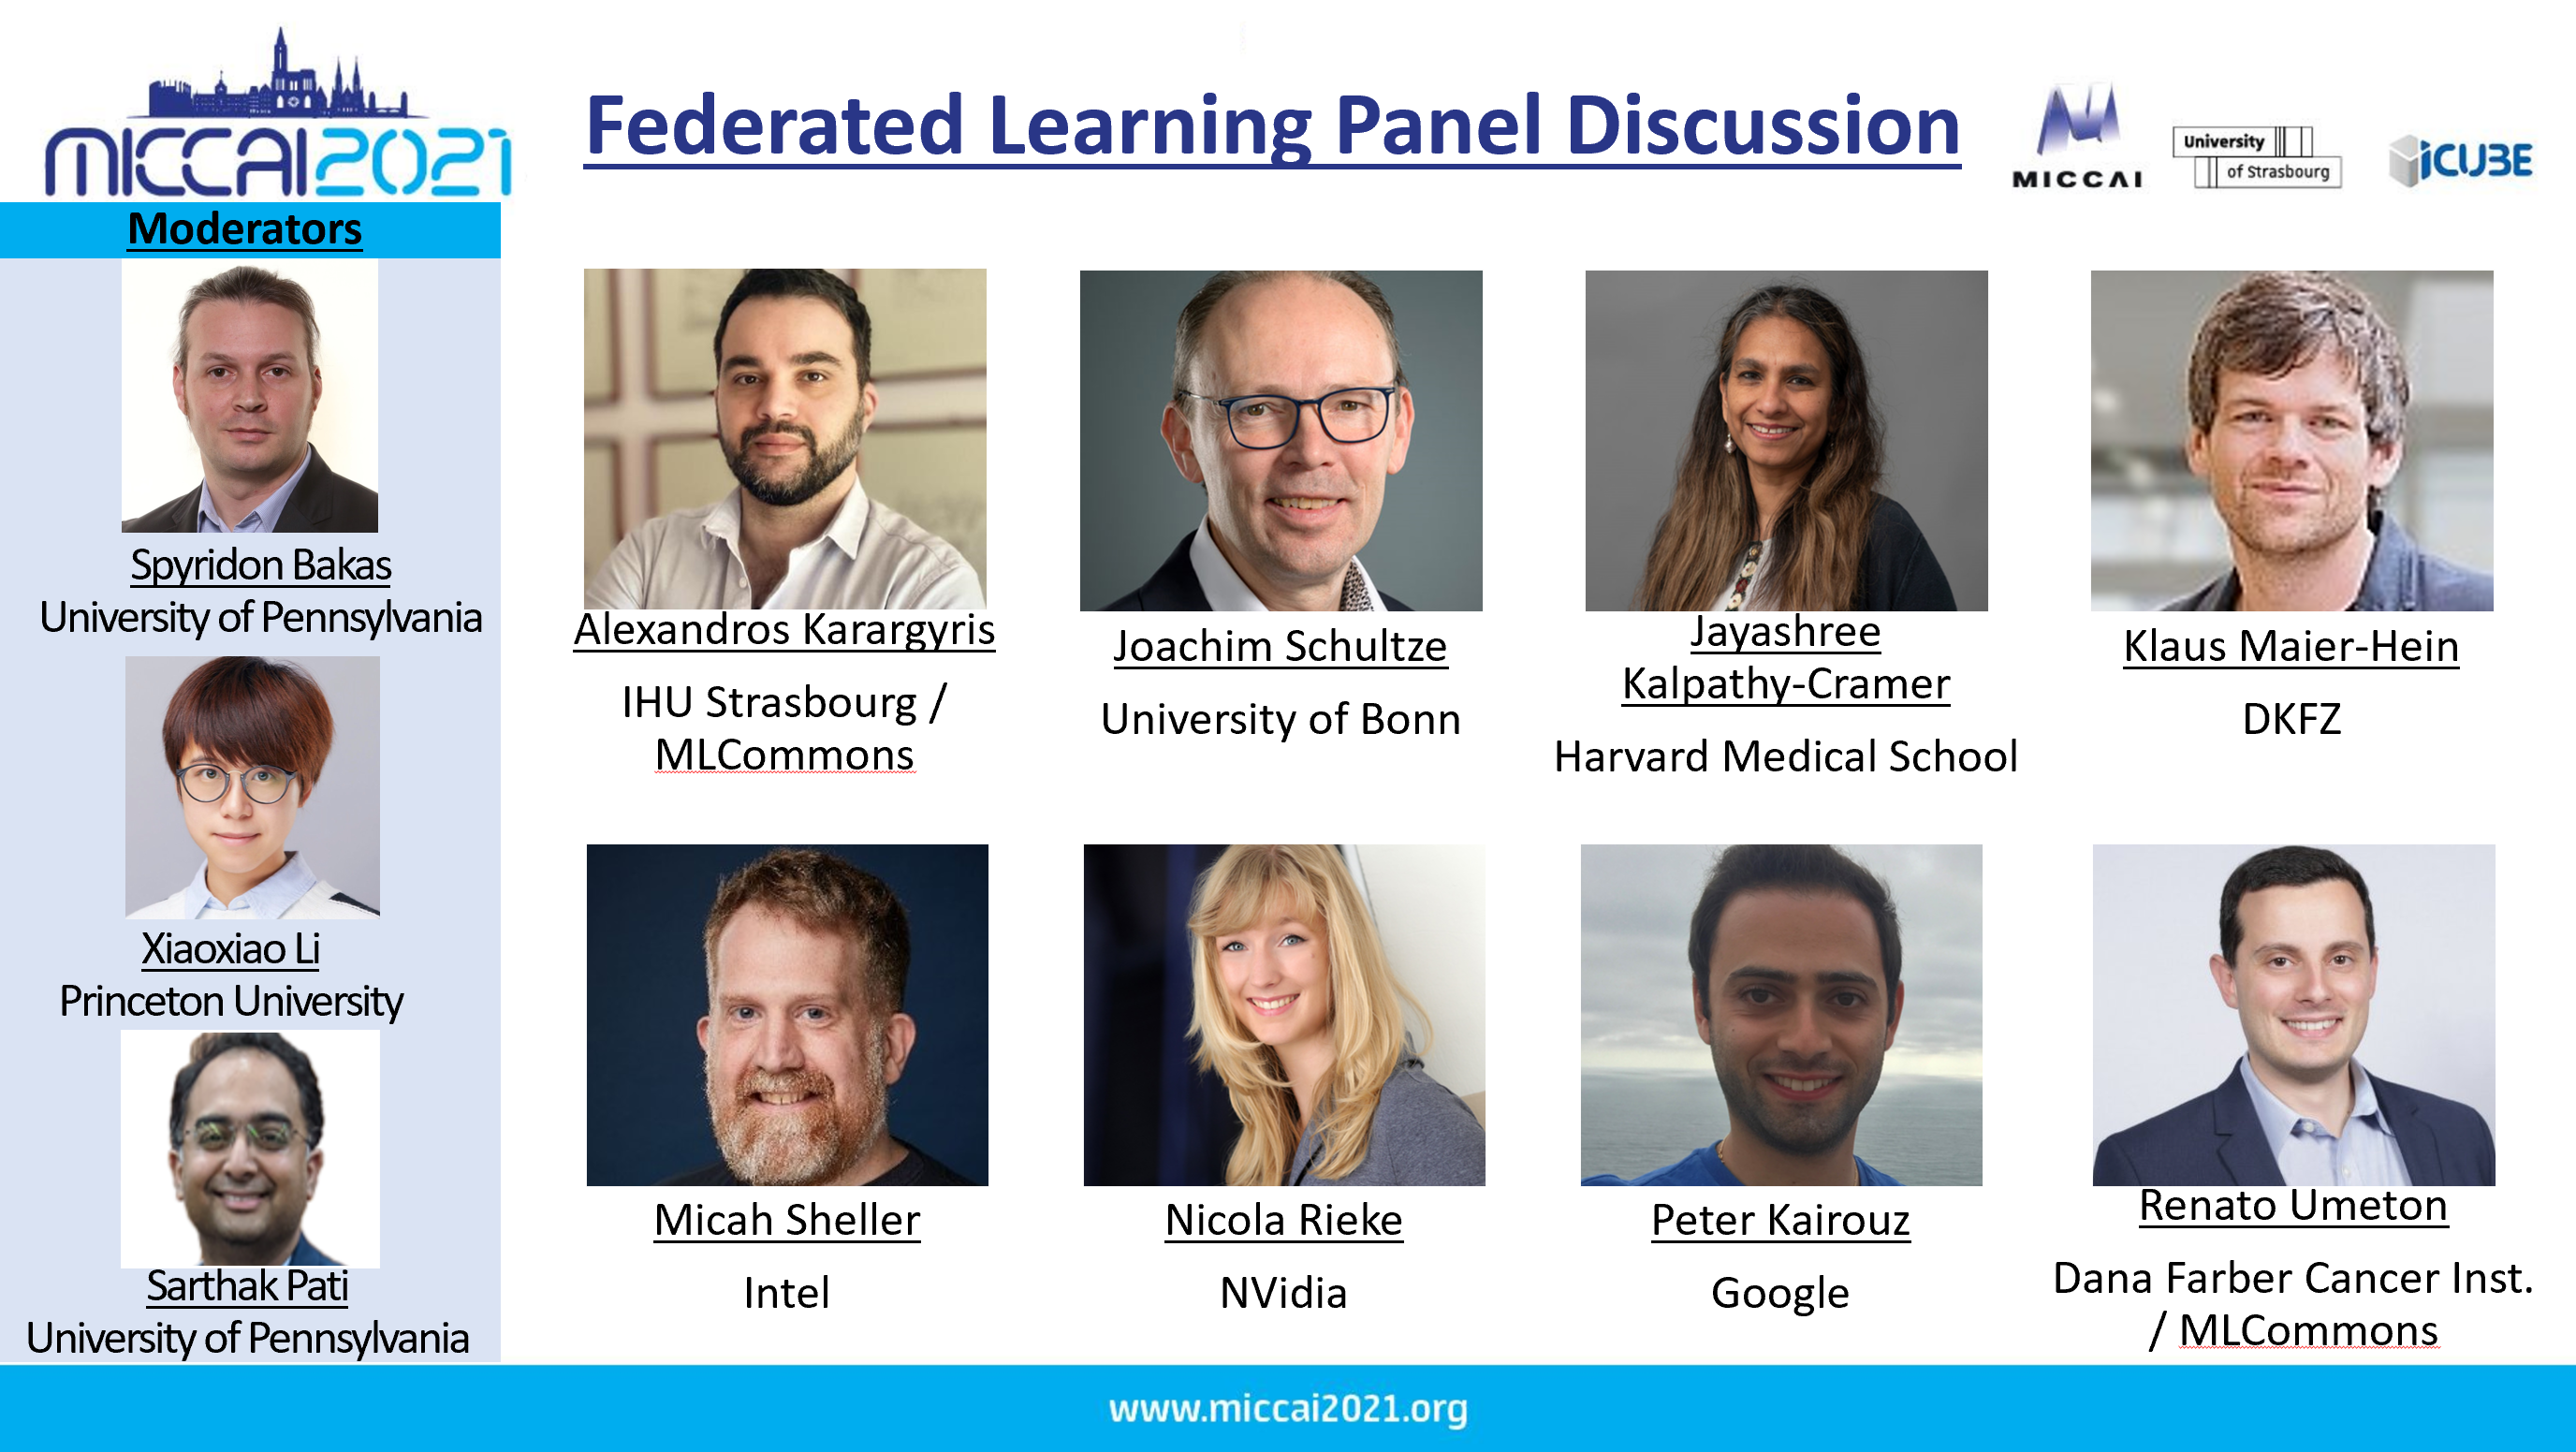 MICCAI2021
Federated Learning Panel Discussion
MICCAI
University
of Strasbourg
iCUBE
Moderators
Spyridon Bakas
University of Pennsylvania
Xiaoxiao Li
Princeton University
Sarthak Pati
University of Pennsylvania
Alexandros Karargyris
IHU Strasbourg /
MLCommons
Joachim Schultze
University of Bonn
Jayashree
Kalpathy-Cramer
Harvard Medical School
Klaus Maier-Hein
DKFZ
Micah Sheller
Intel
Nicola Rieke
NVidia
Peter Kairouz
Google
Renato Umeton
Dana Farber Cancer Inst.
/ MLCommons
www.miccai2021.org